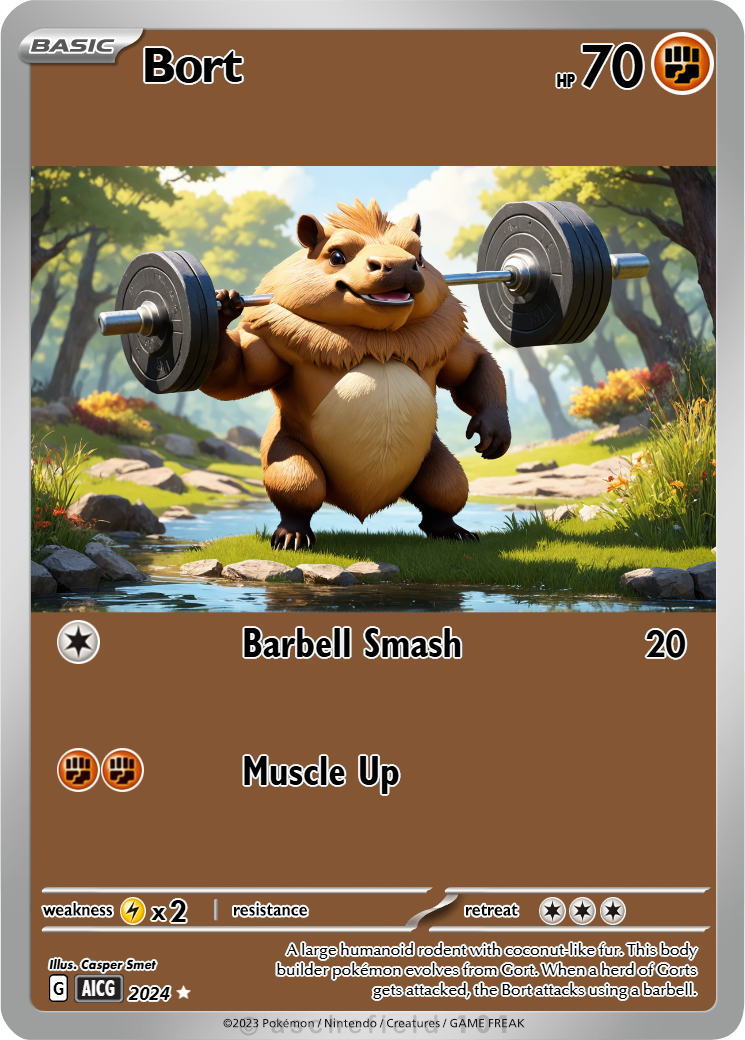 BASIC
Bort
HP 70
Barbell Smash 20
Muscle Up
weakness x2 resistance retreat
A large humanoid rodent with coconut-like fur. This body
builder pokémon evolves from Gort. When a herd of Gorts
gets attacked, the Bort attacks using a barbell.
Illus. Casper Smet
G AICG 2024
©2023 Pokémon / Nintendo / Creatures / GAME FREAK